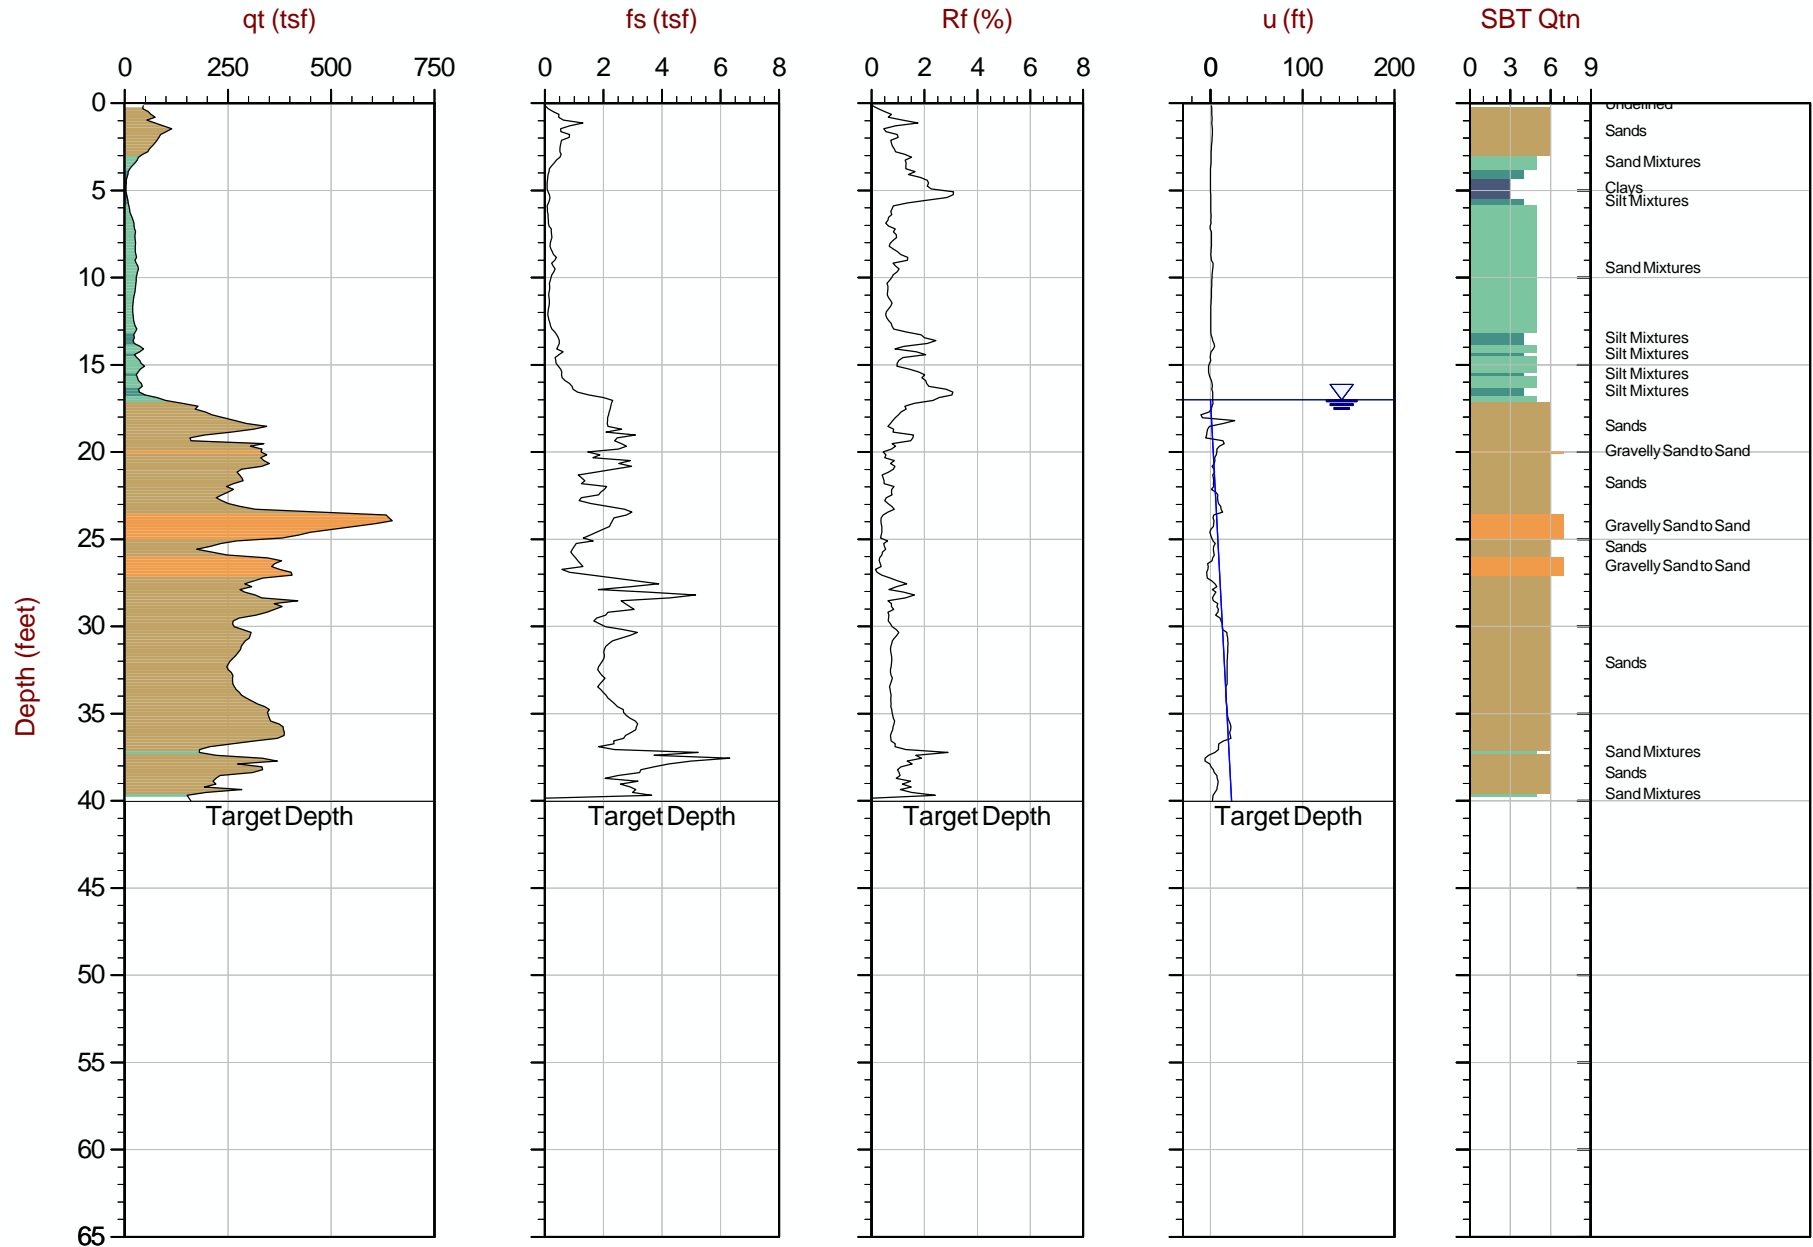 qt (tsf) fs (tsf) Rf (%) u (ft) SBT Qtn
0 250 500 750 0 2 4 6 8 0 2 4 6 8 0 100 200 0 3 6 9
0
Undefined
Sands
Sand Mixtures
5
Clays
Silt Mixtures
Sand Mixtures
10
Silt Mixtures
Silt Mixtures
15
Silt Mixtures
Silt Mixtures
Sands
20
Gravelly Sand to Sand
Sands
Gravelly Sand to Sand
25
Sands
Gravelly Sand to Sand
30
Sands
Depth (feet)
35
Sand Mixtures
Sands
Sand Mixtures
40
Target Depth Target Depth Target Depth Target Depth
45
50
55
60
65